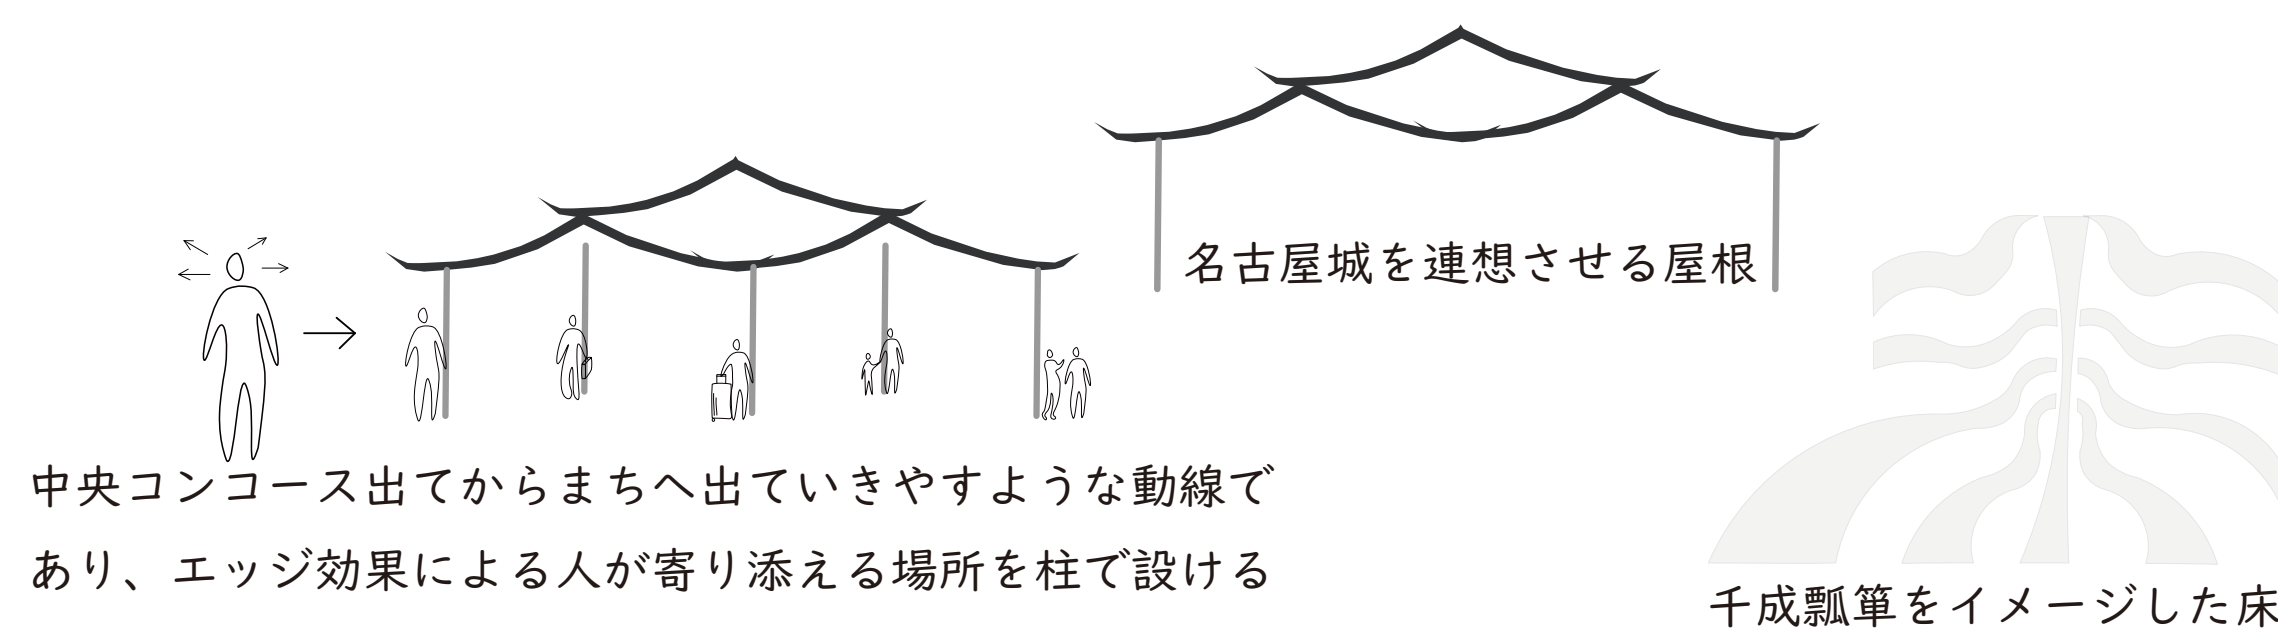 名古屋城を連想させる屋根
中央コンコース出てからまちへ出ていきやすような動線で
あり、エッジ効果による人が寄り添える場所を柱で設ける
千成瓢箪をイメージした床